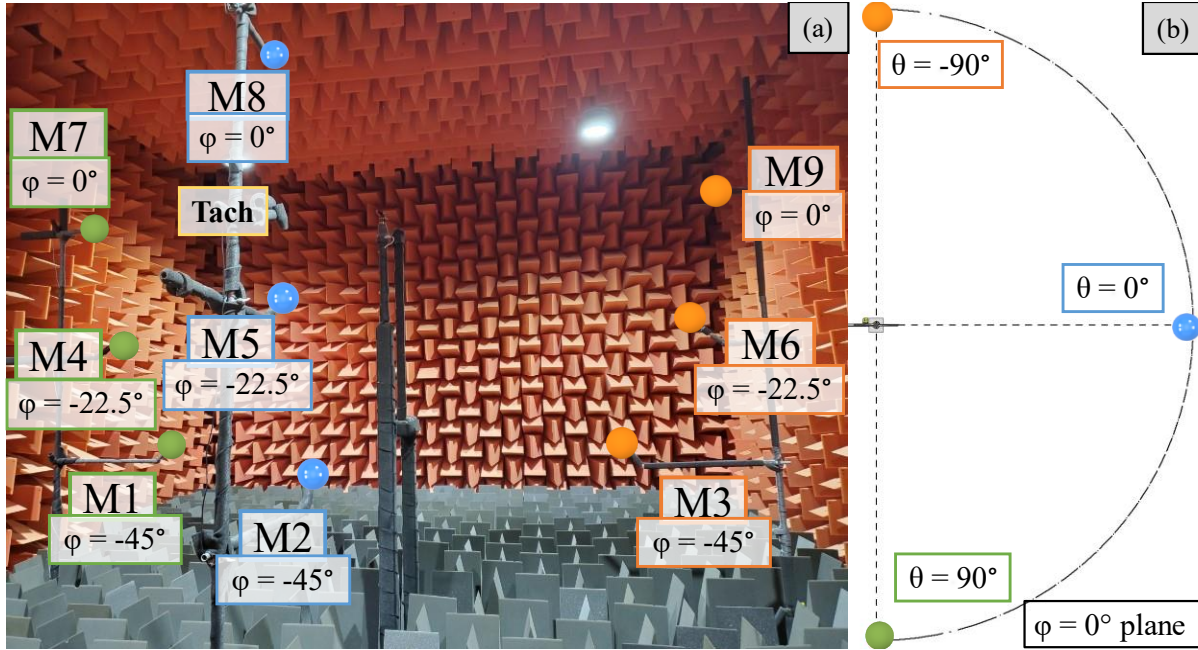 (a)
M8
φ = 0°
M7
φ = 0°
Tach
M9
φ = 0°
M5
φ = -22.5°
M4
φ = -22.5°
M6
φ = -22.5°
M1
φ = -45°
M2
φ = -45°
M3
φ = -45°
(b)
θ = -90°
θ = 0°
θ = 90°
φ = 0° plane